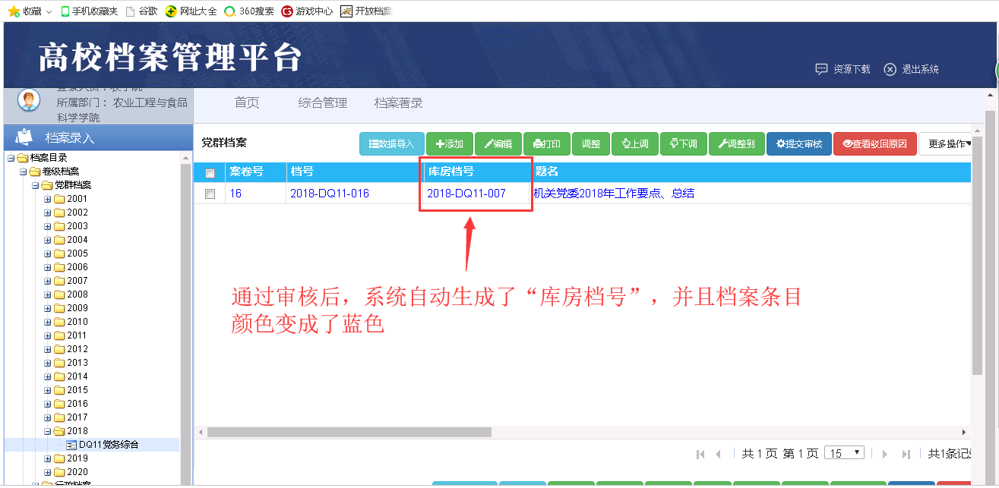 收藏 手机收藏夹 谷歌 网址大全 360搜索 游戏中心 开放档案
高校档案管理平台
资源下载 退出系统
所属部门： 农业工程与食品
科学学院
首页 综合管理 档案著录
档案录入
党群档案
数据导入 添加 编辑 打印 调整 上调 下调 调整到 提交审核 查看驳回原因 更多操作
档案目录
卷级档案
党群档案
2001
2002
2003
2004
2005
2006
2007
2008
2009
2010
2011
2012
2013
2014
2015
2016
2017
2018
DQ11党务综合
2019
2020
行政档案
案卷号 档号 库房档号 题名
16 2018-DQ11-016 2018-DQ11-007 机关党委2018年工作要点、总结
通过审核后，系统自动生成了“库房档号”，并且档案条目
颜色变成了蓝色
共 1 页 第 1 页 15 共1条记